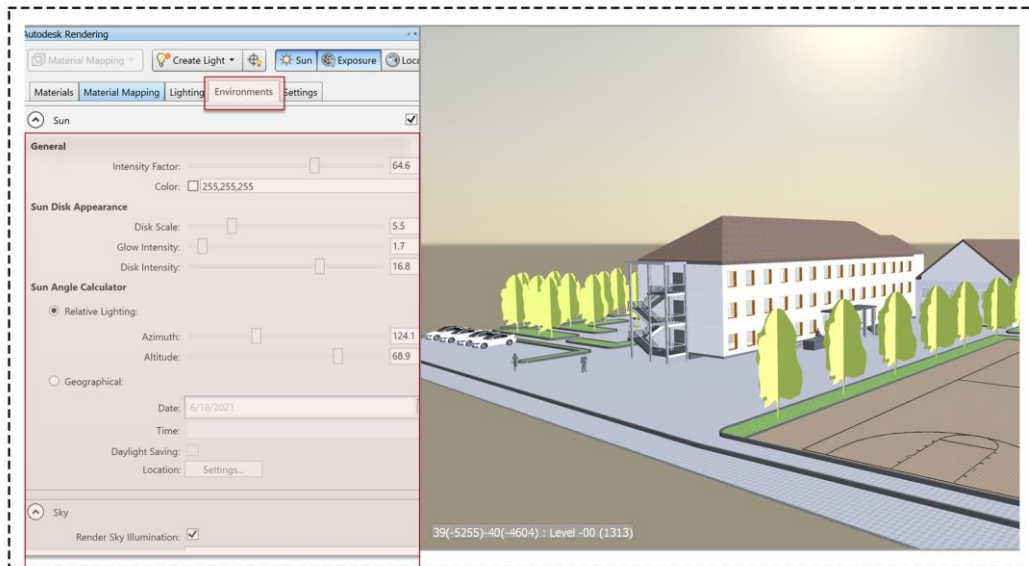 Autodesk Rendering
Material Mapping Create Light Sun Exposure Loca
Materials Material Mapping Lighting Environments Settings
Sun
General
Intensity Factor: 64.6
Color: 255,255,255
Sun Disk Appearance
Disk Scale: 5.5
Glow Intensity: 1.7
Disk Intensity: 16.8
Sun Angle Calculator
Relative Lighting:
Azimuth: 124.1
Altitude: 68.9
Geographical:
Date: 6/18/2021
Time:
Daylight Saving:
Location: Settings...
Sky
Render Sky Illumination:
39(-5255)-40(-4604) : Level -00 (1313)